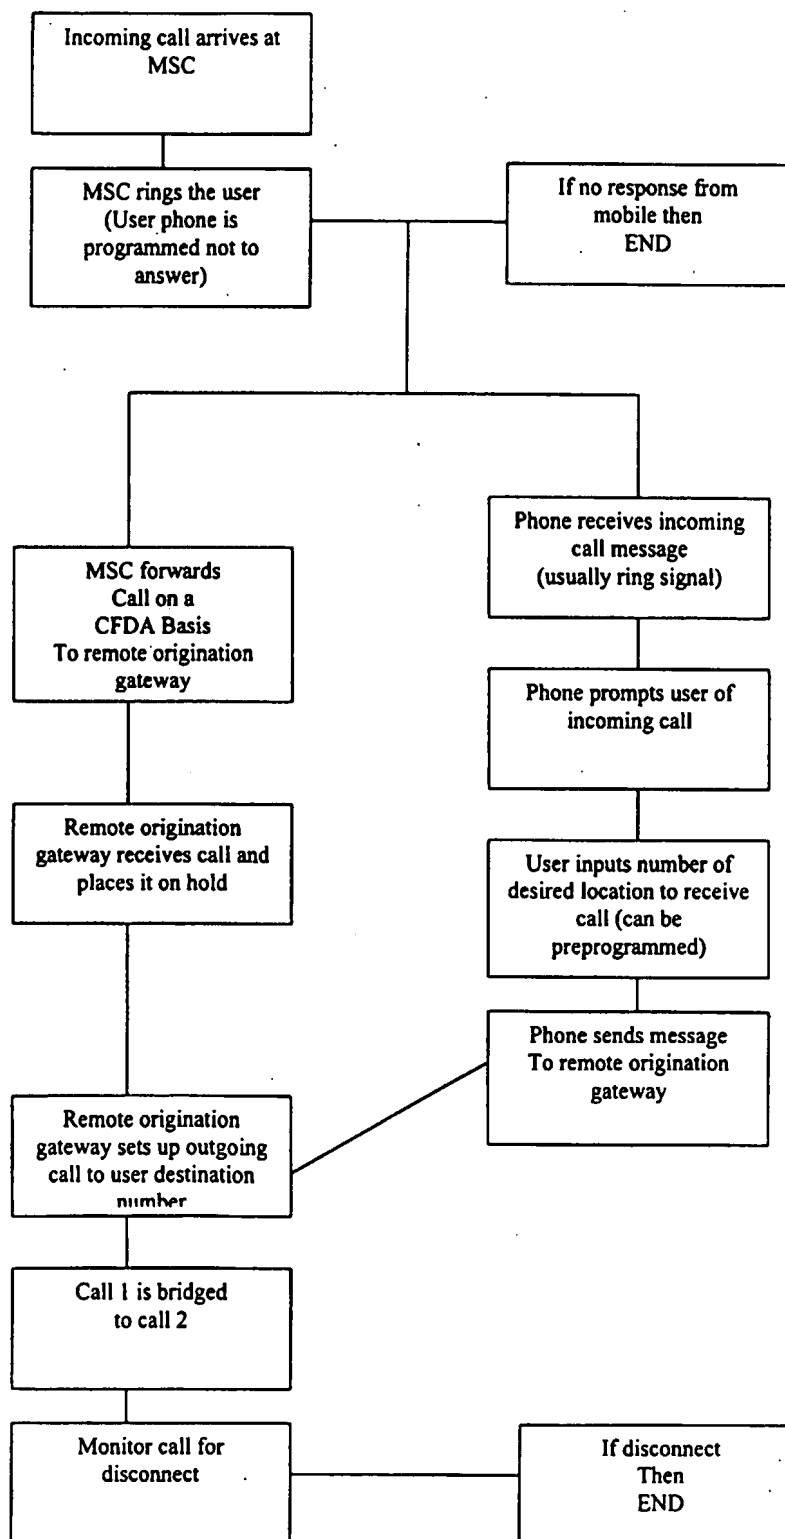 Incoming call arrives at
MSC
MSC rings the user
(User phone is
programmed not to
answer)
If no response from
mobile then
END
MSC forwards
Call on a
CFDA Basis
To remote origination
gateway
Phone receives incoming
call message
(usually ring signal)
Phone prompts user of
incoming call
Remote origination
gateway receives call and
places it on hold
User inputs number of
desired location to receive
call (can be
preprogrammed)
Phone sends message
To remote origination
gateway
Remote origination
gateway sets up outgoing
call to user destination
number
Call 1 is bridged
to call 2
Monitor call for
disconnect
If disconnect
Then
END